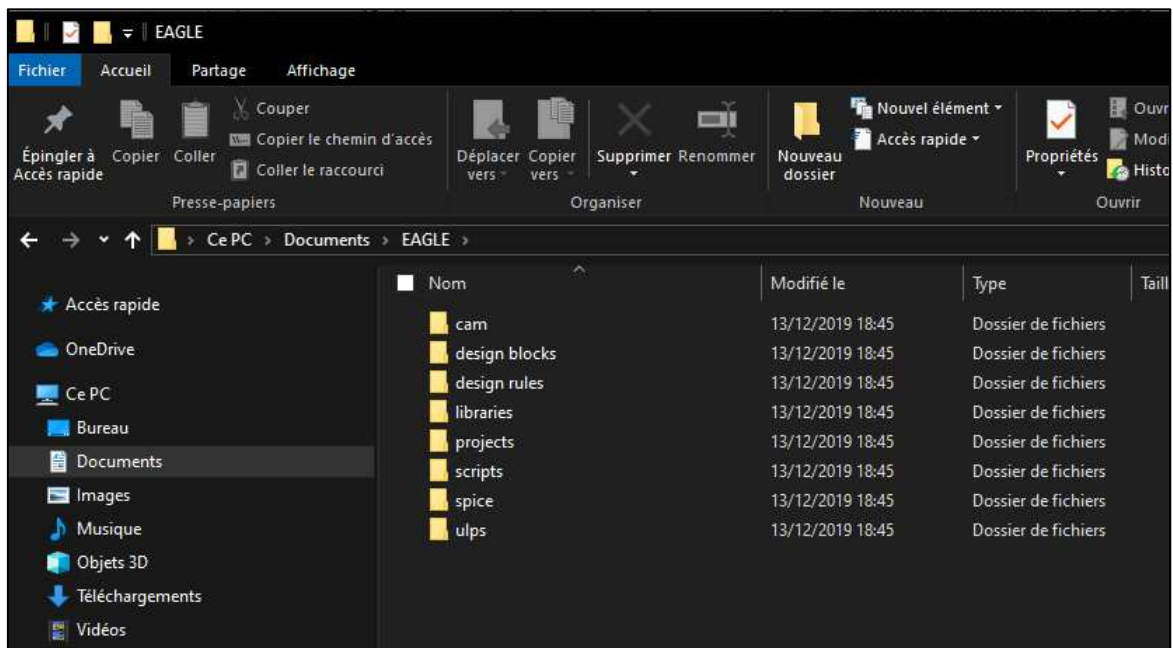 EAGLE
Fichier Accueil Partage Affichage
Épingler à Accès rapide
Copier
Coller
Couper
Copier le chemin d'accès
Coller le raccourci
Déplacer vers
Copier vers
Supprimer
Renommer
Nouveau dossier
Nouvel élément
Accès rapide
Propriétés
Ouvr
Modi
Histo
Presse-papiers Organiser Nouveau Ouvrir
Ce PC > Documents > EAGLE >
Nom Modifié le Type Taill
Accès rapide
OneDrive
Ce PC
Bureau
Documents
Images
Musique
Objets 3D
Téléchargements
Vidéos
cam 13/12/2019 18:45 Dossier de fichiers
design blocks 13/12/2019 18:45 Dossier de fichiers
design rules 13/12/2019 18:45 Dossier de fichiers
libraries 13/12/2019 18:45 Dossier de fichiers
projects 13/12/2019 18:45 Dossier de fichiers
scripts 13/12/2019 18:45 Dossier de fichiers
spice 13/12/2019 18:45 Dossier de fichiers
ulps 13/12/2019 18:45 Dossier de fichiers